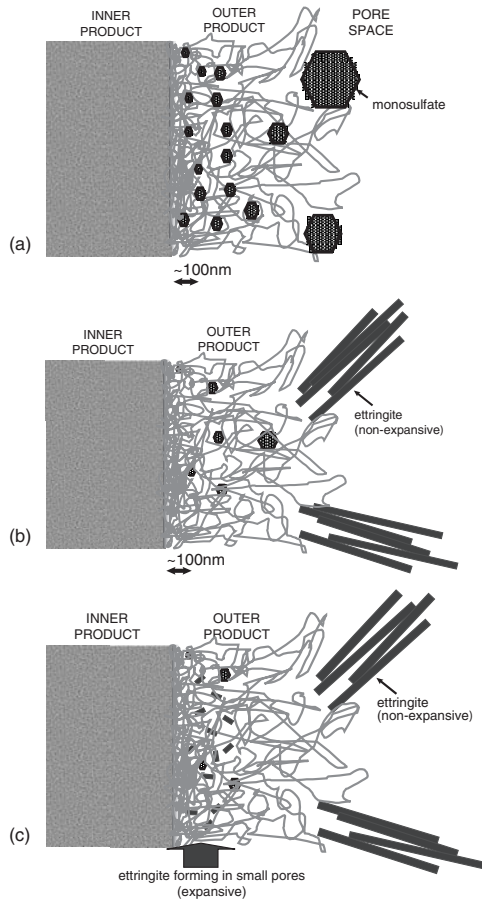 INNER
PRODUCT
OUTER
PRODUCT
PORE
SPACE
monosulfate
(a)
~100nm
INNER
PRODUCT
OUTER
PRODUCT
ettringite
(non-expansive)
(b)
~100nm
INNER
PRODUCT
OUTER
PRODUCT
ettringite
(non-expansive)
(c)
ettringite forming in small pores
(expansive)